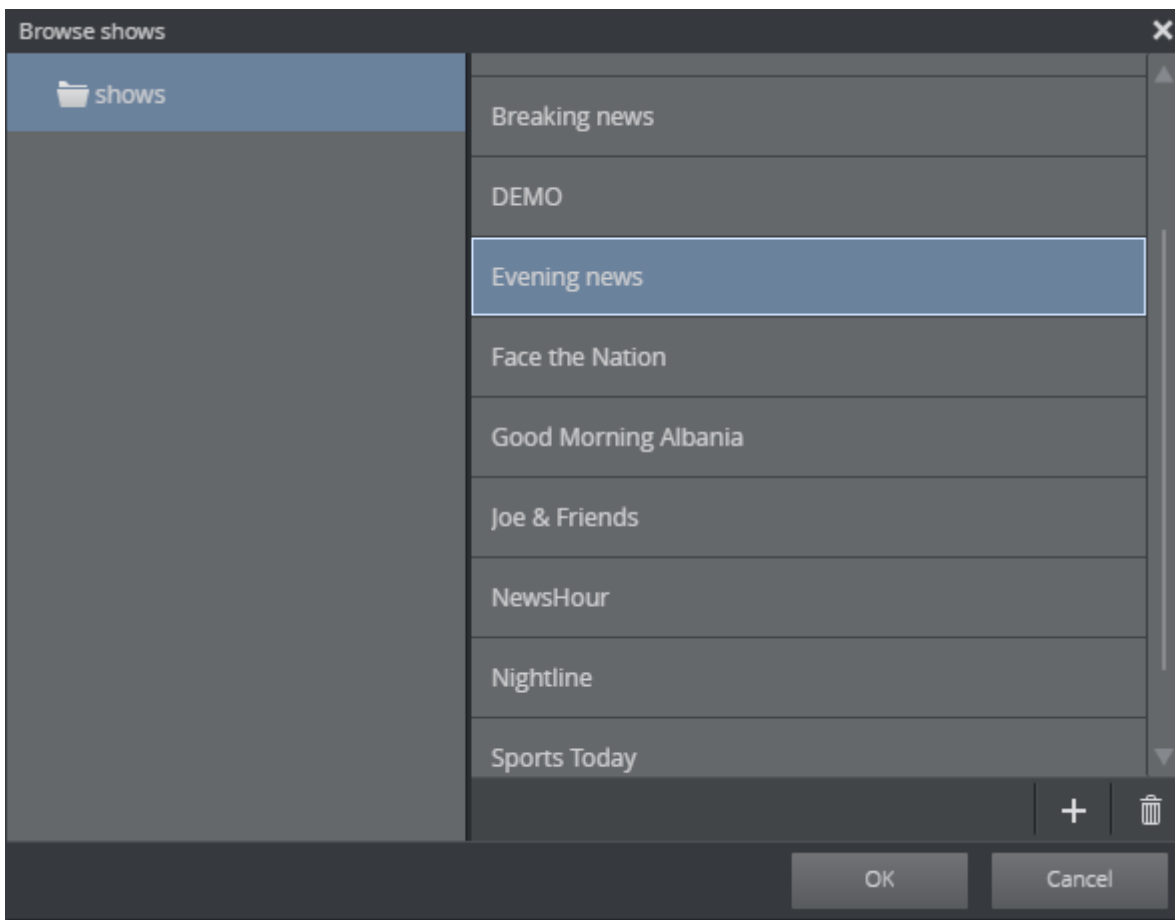 Browse shows
shows
Breaking news
DEMO
Evening news
Face the Nation
Good Morning Albania
Joe & Friends
NewsHour
Nightline
Sports Today
OK
Cancel